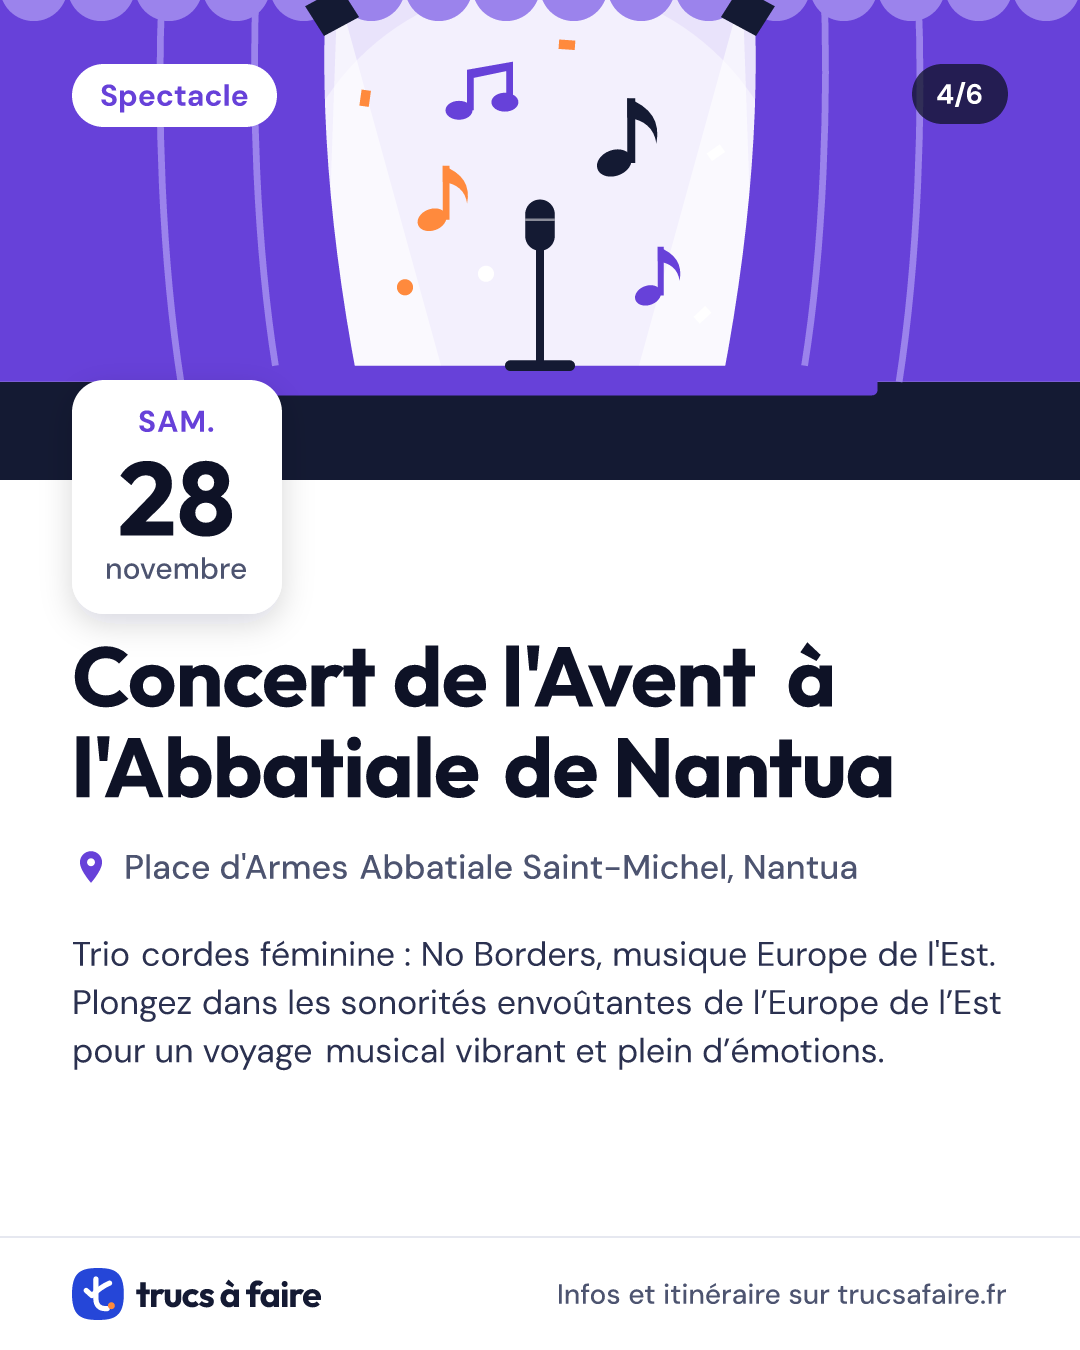 Spectacle
4/6
SAM.
28
novembre
Concert de l'Avent à
l'Abbatiale de Nantua
Place d'Armes Abbatiale Saint-Michel, Nantua
Trio cordes féminine : No Borders, musique Europe de l'Est.
Plongez dans les sonorités envoûtantes de l’Europe de l’Est
pour un voyage musical vibrant et plein d’émotions.
trucs à faire
Infos et itinéraire sur trucsafaire.fr